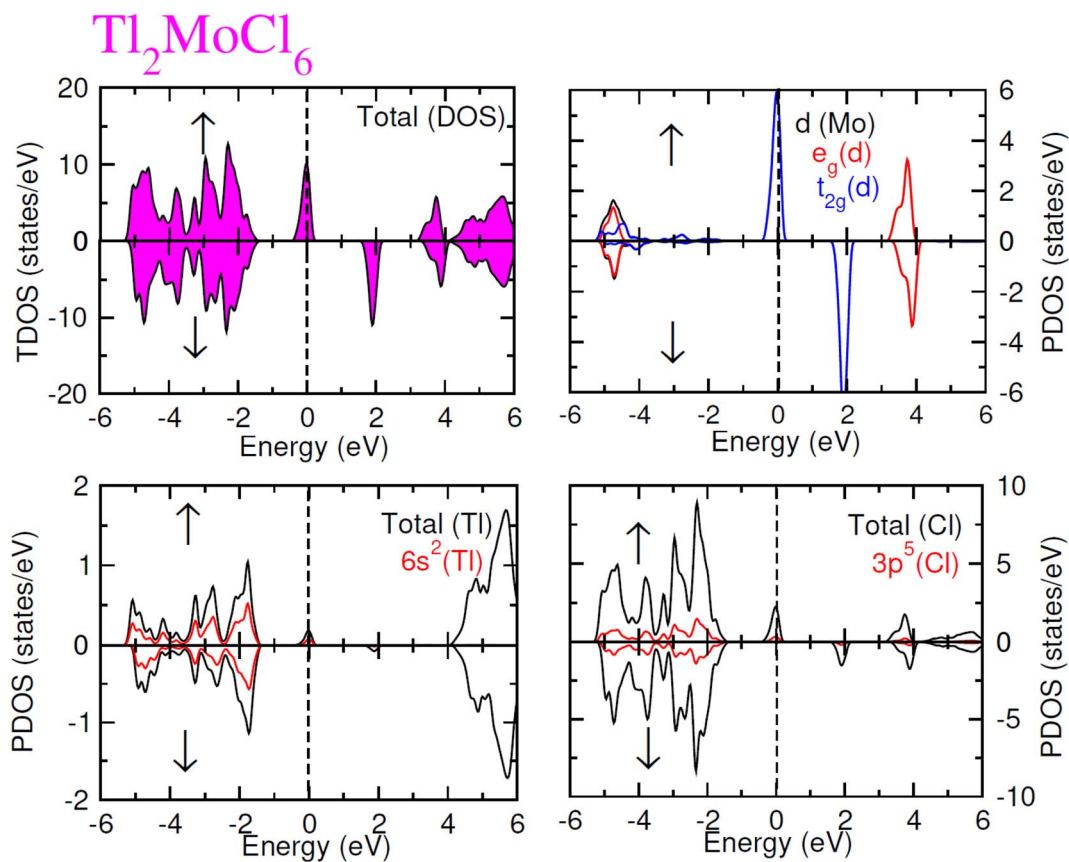 Tl2MoCl6
20
10
0
-10
-20
TDOS (states/eV)
Total (DOS)
↑
↓
-6 -4 -2 0 2 4 6
Energy (eV)
d (Mo)
eg(d)
t2g(d)
↑
↓
6
4
2
0
-2
-4
-6
PDOS (states/eV)
-6 -4 -2 0 2 4 6
Energy (eV)
2
1
0
-1
-2
PDOS (states/eV)
Total (Tl)
6s2(Tl)
↑
↓
-6 -4 -2 0 2 4 6
Energy (eV)
Total (Cl)
3p5(Cl)
↑
↓
10
5
0
-5
-10
PDOS (states/eV)
-6 -4 -2 0 2 4 6
Energy (eV)